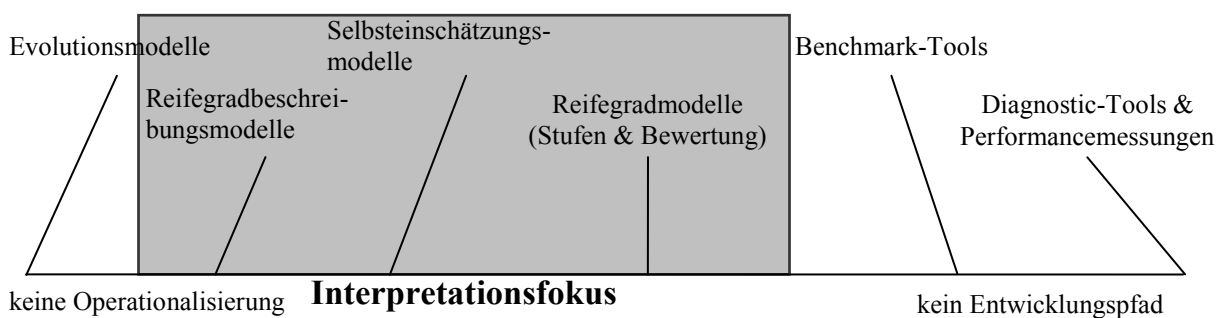 Evolutionsmodelle
Selbsteinschätzungs-
modelle
Benchmark-Tools
Reifegradbeschrei-
bungsmodelle
Reifegradmodelle
(Stufen & Bewertung)
Diagnostic-Tools &
Performancemessungen
keine Operationalisierung
Interpretationsfokus
kein Entwicklungspfad